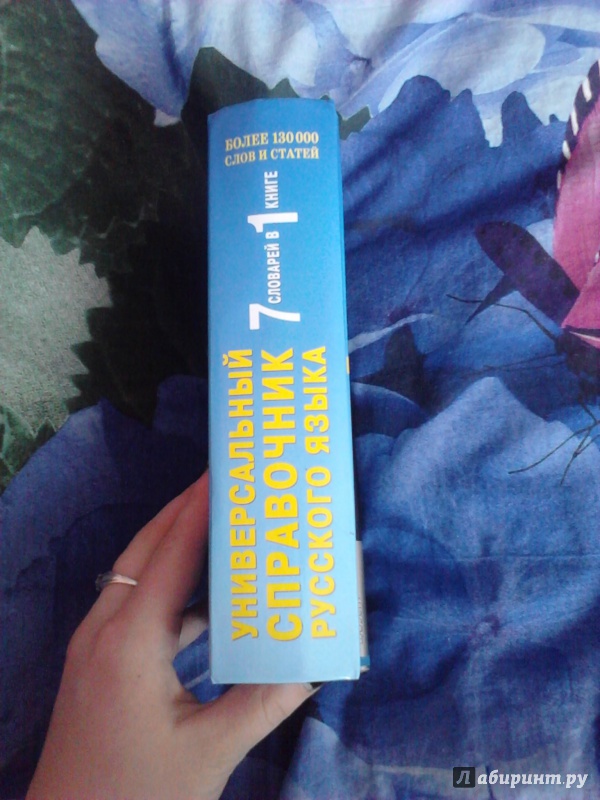 БОЛЕЕ 130 000
СЛОВ И СТАТЕЙ
7 СЛОВАРЕЙ В 1 КНИГЕ
УНИВЕРСАЛЬНЫЙ
СПРАВОЧНИК
РУССКОГО ЯЗЫКА
Лабиринт.ру